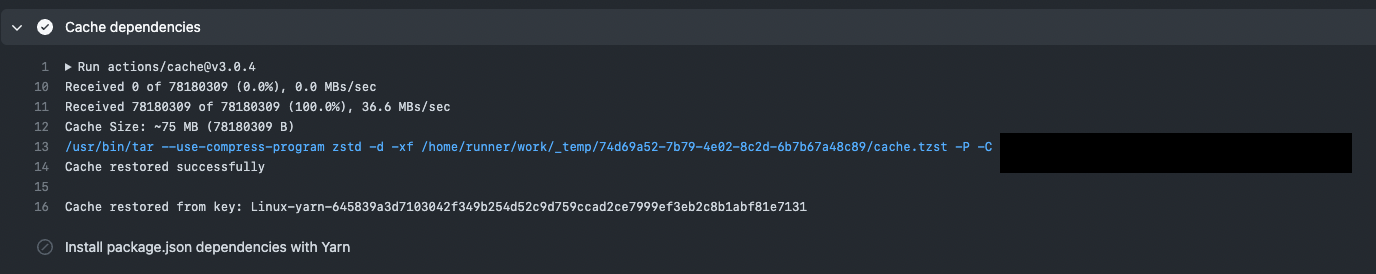 Cache dependencies
1 Run actions/cache@v3.0.4
10 Received 0 of 78180309 (0.0%), 0.0 MBs/sec
11 Received 78180309 of 78180309 (100.0%), 36.6 MBs/sec
12 Cache Size: ~75 MB (78180309 B)
13 /usr/bin/tar --use-compress-program zstd -d -xf /home/runner/work/_temp/74d69a52-7b79-4e02-8c2d-6b7b67a48c89/cache.tzst -P -C
14 Cache restored successfully
15
16 Cache restored from key: Linux-yarn-645839a3d7103042f349b254d52c9d759ccad2ce7999ef3eb2c8b1abf81e7131
Install package.json dependencies with Yarn